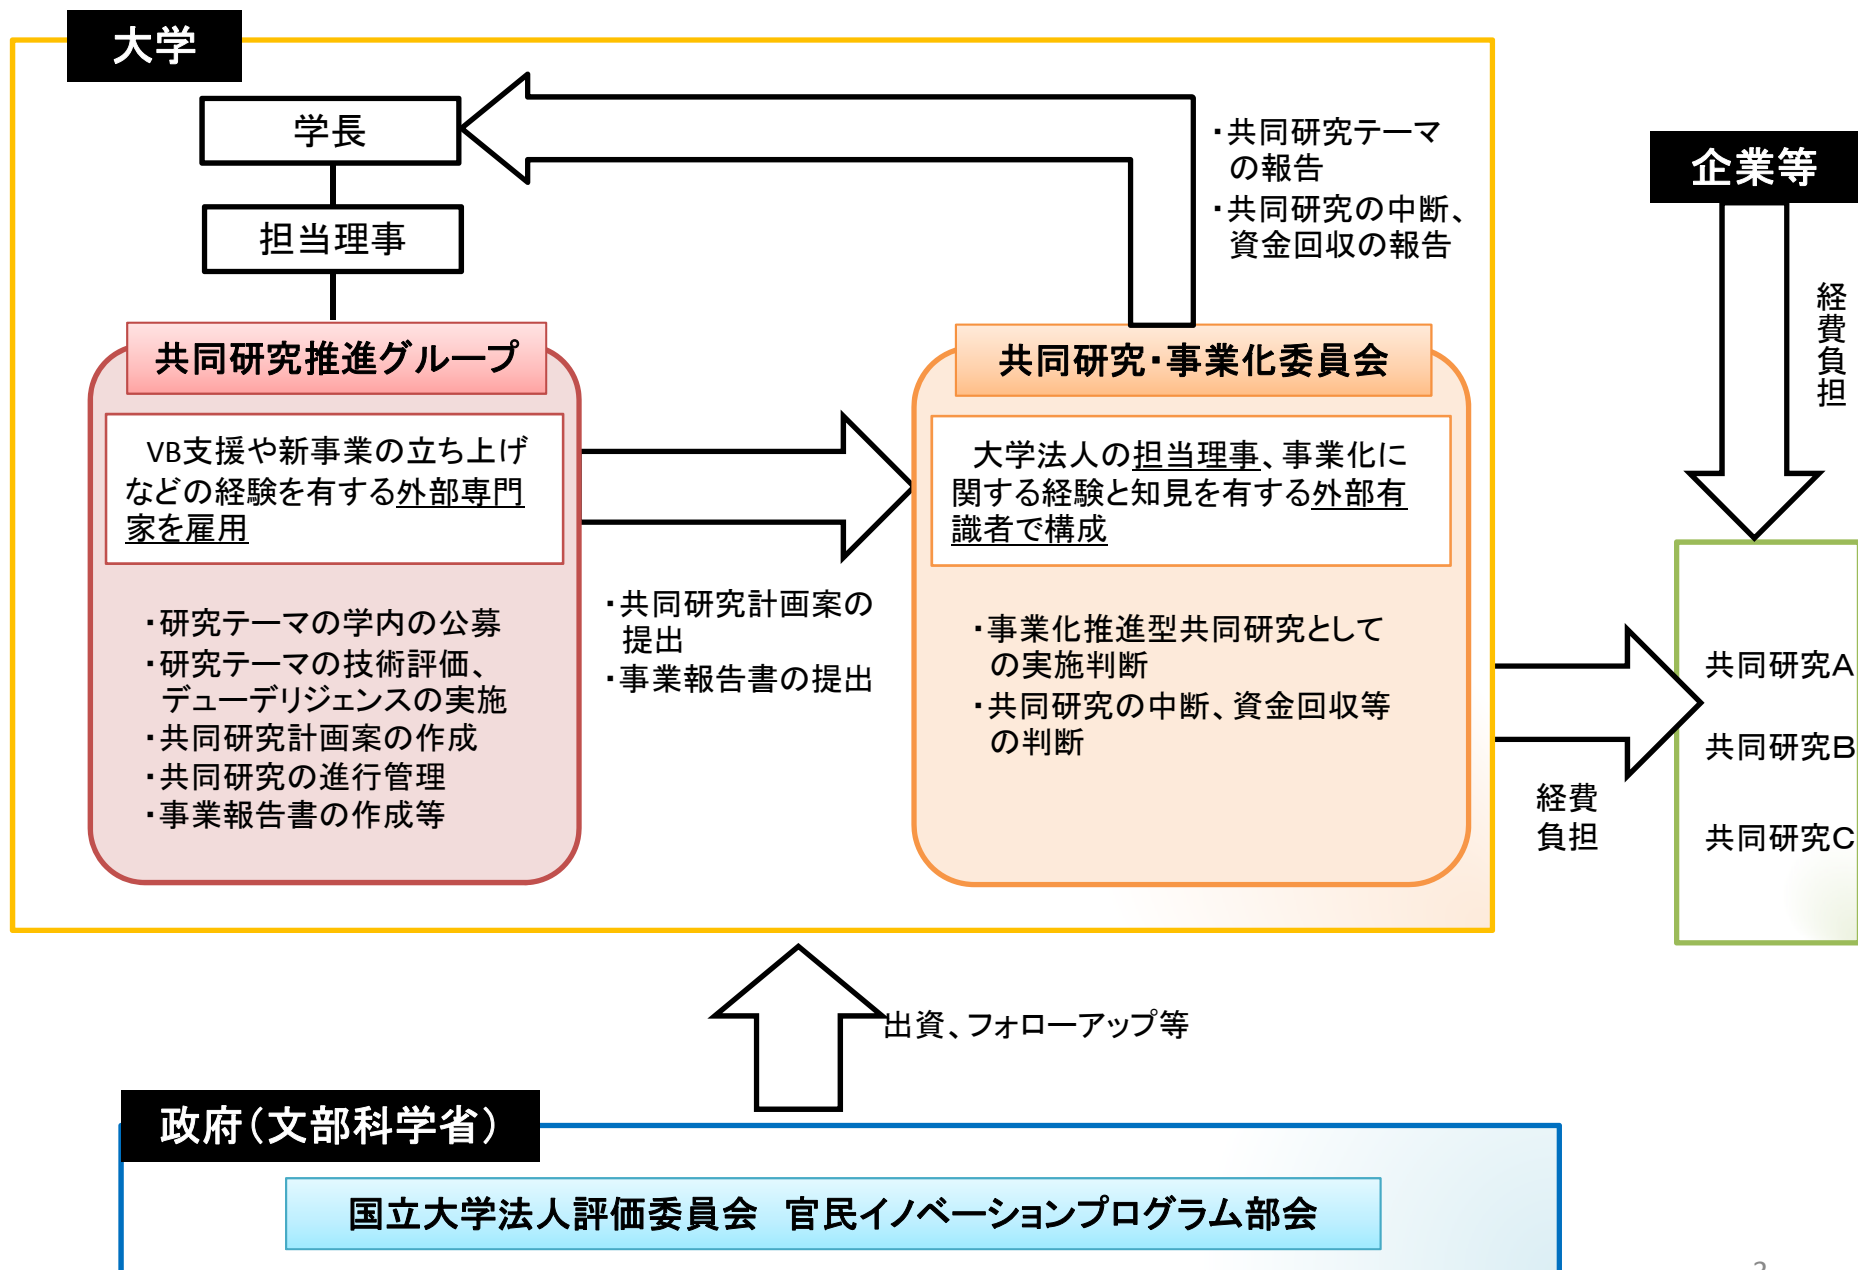 大学
学長
担当理事
・共同研究テーマ
の報告
・共同研究の中断、
資金回収の報告
企業等
経費負担
共同研究推進グループ
VB支援や新事業の立ち上げ
などの経験を有する外部専門
家を雇用
・研究テーマの学内の公募
・研究テーマの技術評価、
デューデリジェンスの実施
・共同研究計画案の作成
・共同研究の進行管理
・事業報告書の作成等
・共同研究計画案の
提出
・事業報告書の提出
共同研究・事業化委員会
大学法人の担当理事、事業化に
関する経験と知見を有する外部有
識者で構成
・事業化推進型共同研究として
の実施判断
・共同研究の中断、資金回収等
の判断
経費
負担
共同研究A
共同研究B
共同研究C
出資、フォローアップ等
政府(文部科学省)
国立大学法人評価委員会　官民イノベーションプログラム部会